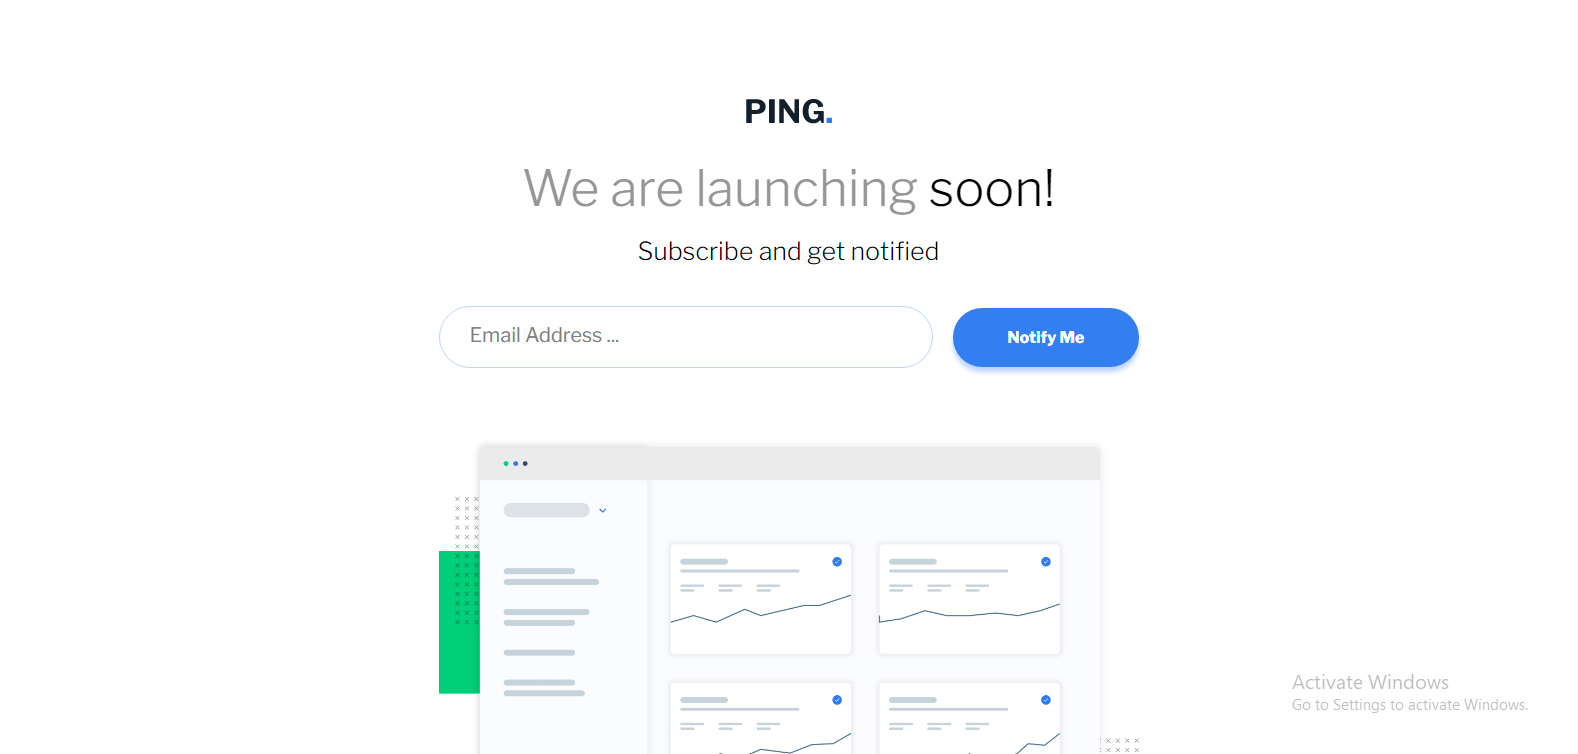 PING.
We are launching soon!
Subscribe and get notified
Email Address ...
Notify Me
Activate Windows
Go to Settings to activate Windows.